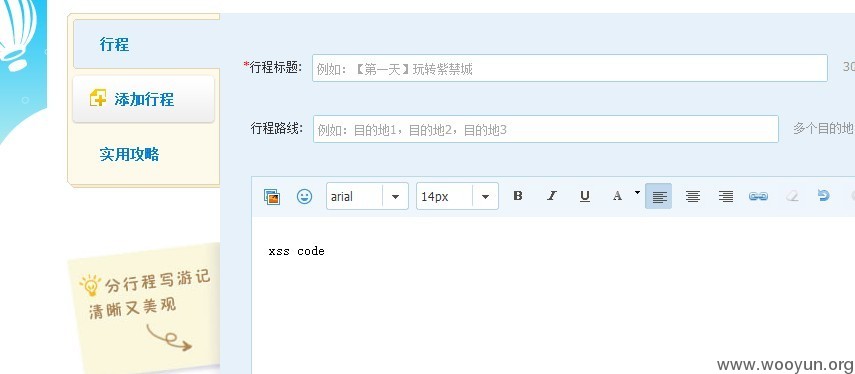 行程
添加行程
实用攻略
分行程写游记
清晰又美观
*行程标题:
例如:【第一天】玩转紫禁城
30
行程路线:
例如: 目的地1, 目的地2, 目的地3
多个目的地
arial
14px
B I U A
xss code
www.wooyun.org